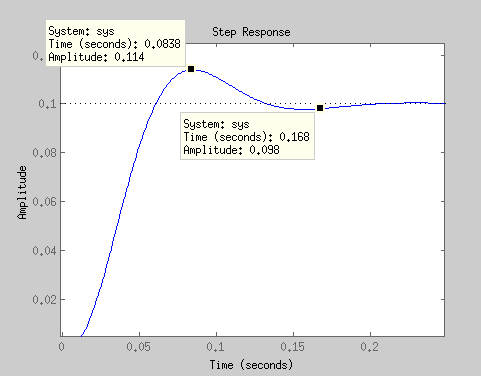 System: sys
Time (seconds): 0.0838
Amplitude: 0.114
Step Response
0.1
0.08
0.06
0.04
0.02
Amplitude
System: sys
Time (seconds): 0.168
Amplitude: 0.098
0
0.05
0.1
0.15
0.2
Time (seconds)